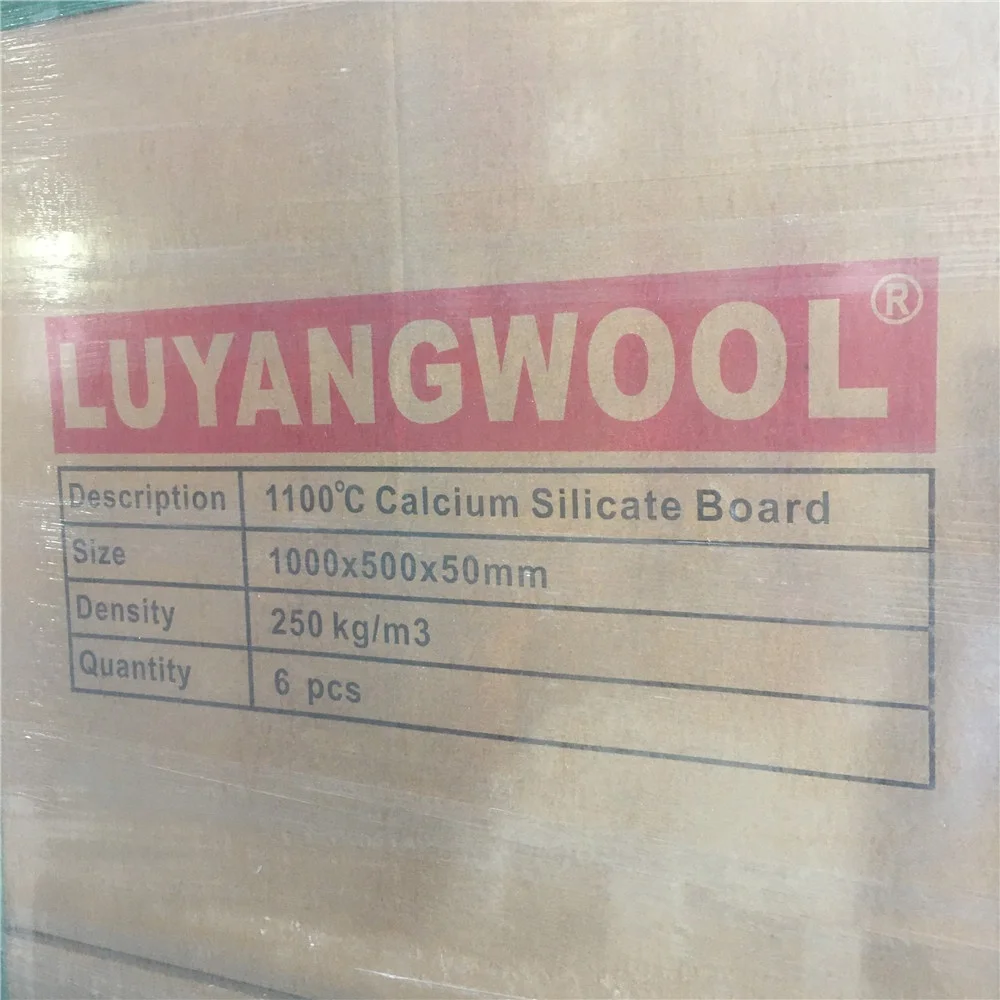 LUYANGWOOL®
Description 1100℃ Calcium Silicate Board
Size 1000x500x50mm
Density 250 kg/m3
Quantity 6 pcs